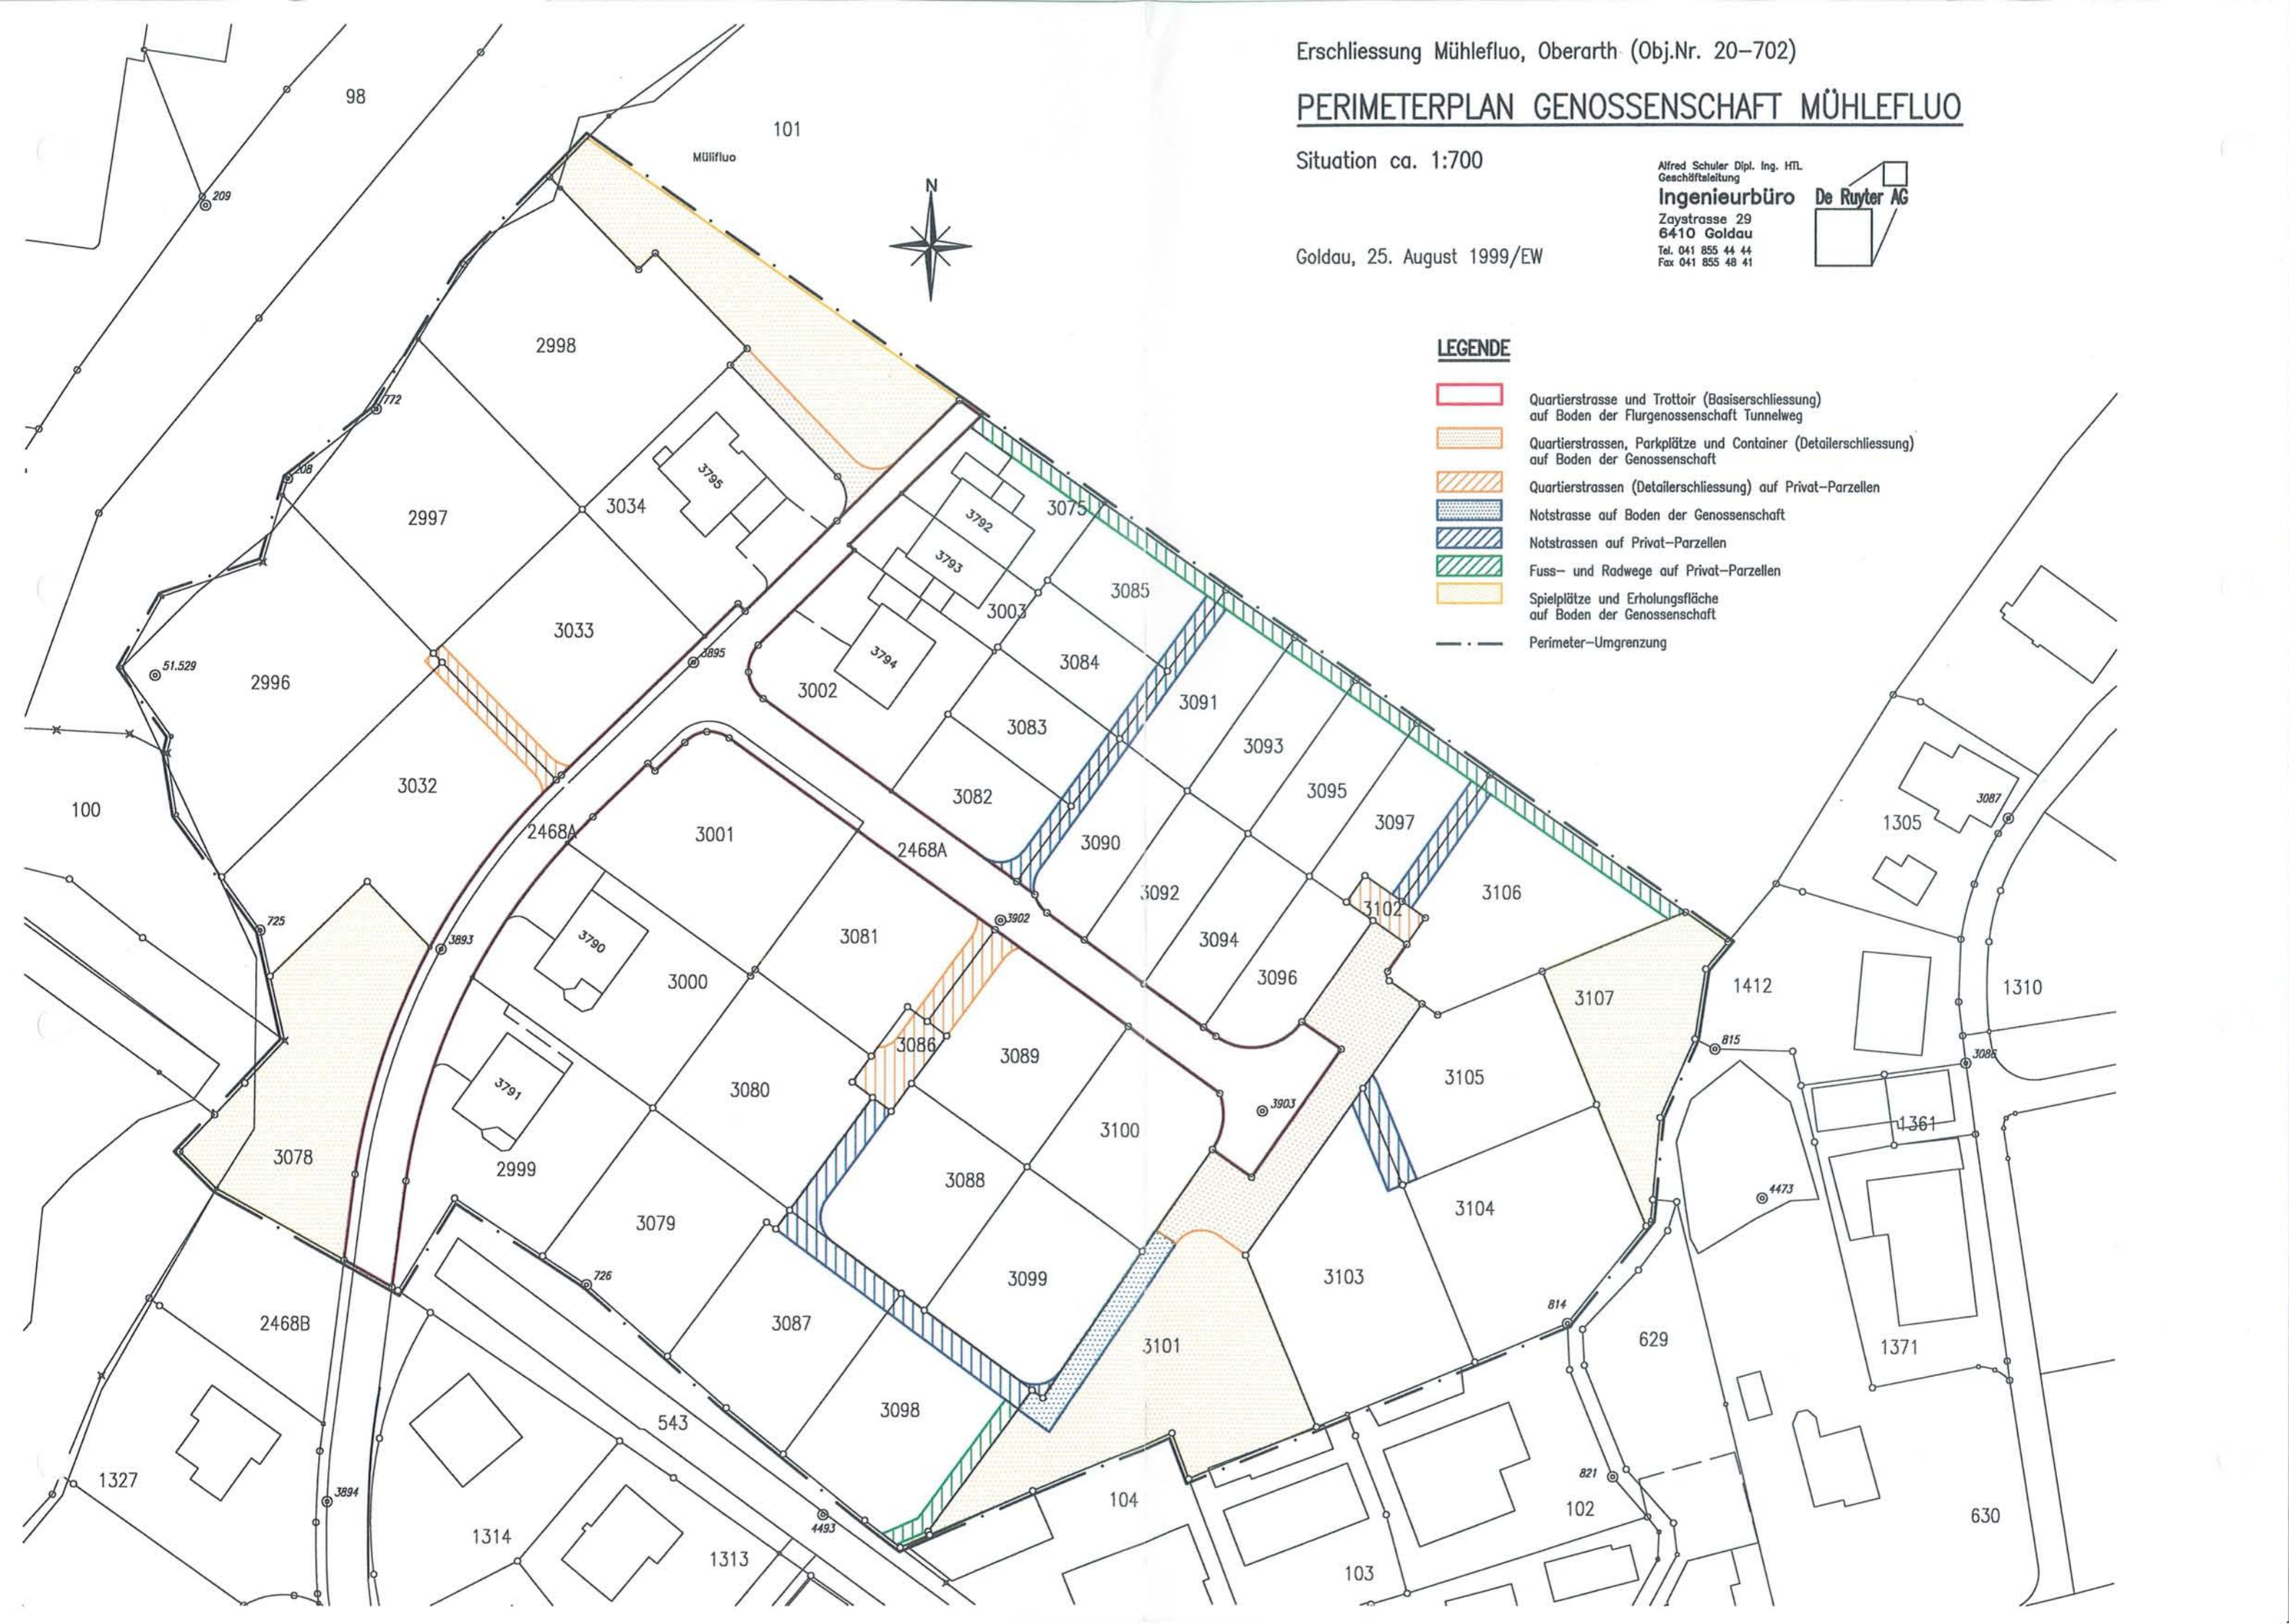 Erschliessung Mühlefluo, Oberarth (Obj.Nr. 20-702)
PERIMETERPLAN GENOSSENSCHAFT MÜHLEFLUO
Situation ca. 1:700
Alfred Schuler Dipl. Ing. HTL
Geschäftsleitung
Ingenieurbüro De Ruyter AG
Zaystrasse 29
6410 Goldau
Tel. 041 855 44 44
Fax 041 855 48 41
Goldau, 25. August 1999/EW
LEGENDE
Quartierstrasse und Trottoir (Basiserschliessung)
auf Boden der Flurgenossenschaft Tunnelweg
Quartierstrassen, Parkplätze und Container (Detailerschliessung)
auf Boden der Genossenschaft
Quartierstrassen (Detailerschliessung) auf Privat-Parzellen
Notstrasse auf Boden der Genossenschaft
Notstrassen auf Privat-Parzellen
Fuss- und Radwege auf Privat-Parzellen
Spielplätze und Erholungsfläche
auf Boden der Genossenschaft
Perimeter-Umgrenzung
98
101
Mülifluo
N
209
2998
772
208
2997
3034
3795
3792
3075
3793
3085
3003
3033
3895
3794
3084
51.529
2996
3002
3091
3083
3093
3032
3082
3095
100
2468A
3001
2468A
3090
3097
3087
1305
3092
3106
3102
725
3893
3790
3081
3902
3094
3000
3096
3107
1412
1310
3086
3089
815
3086
3791
3080
3105
3903
3100
1361
3078
2999
3088
3104
4473
3079
726
3099
3103
814
2468B
3087
3101
629
1371
543
3098
1327
3894
4493
104
821
102
630
1314
1313
103